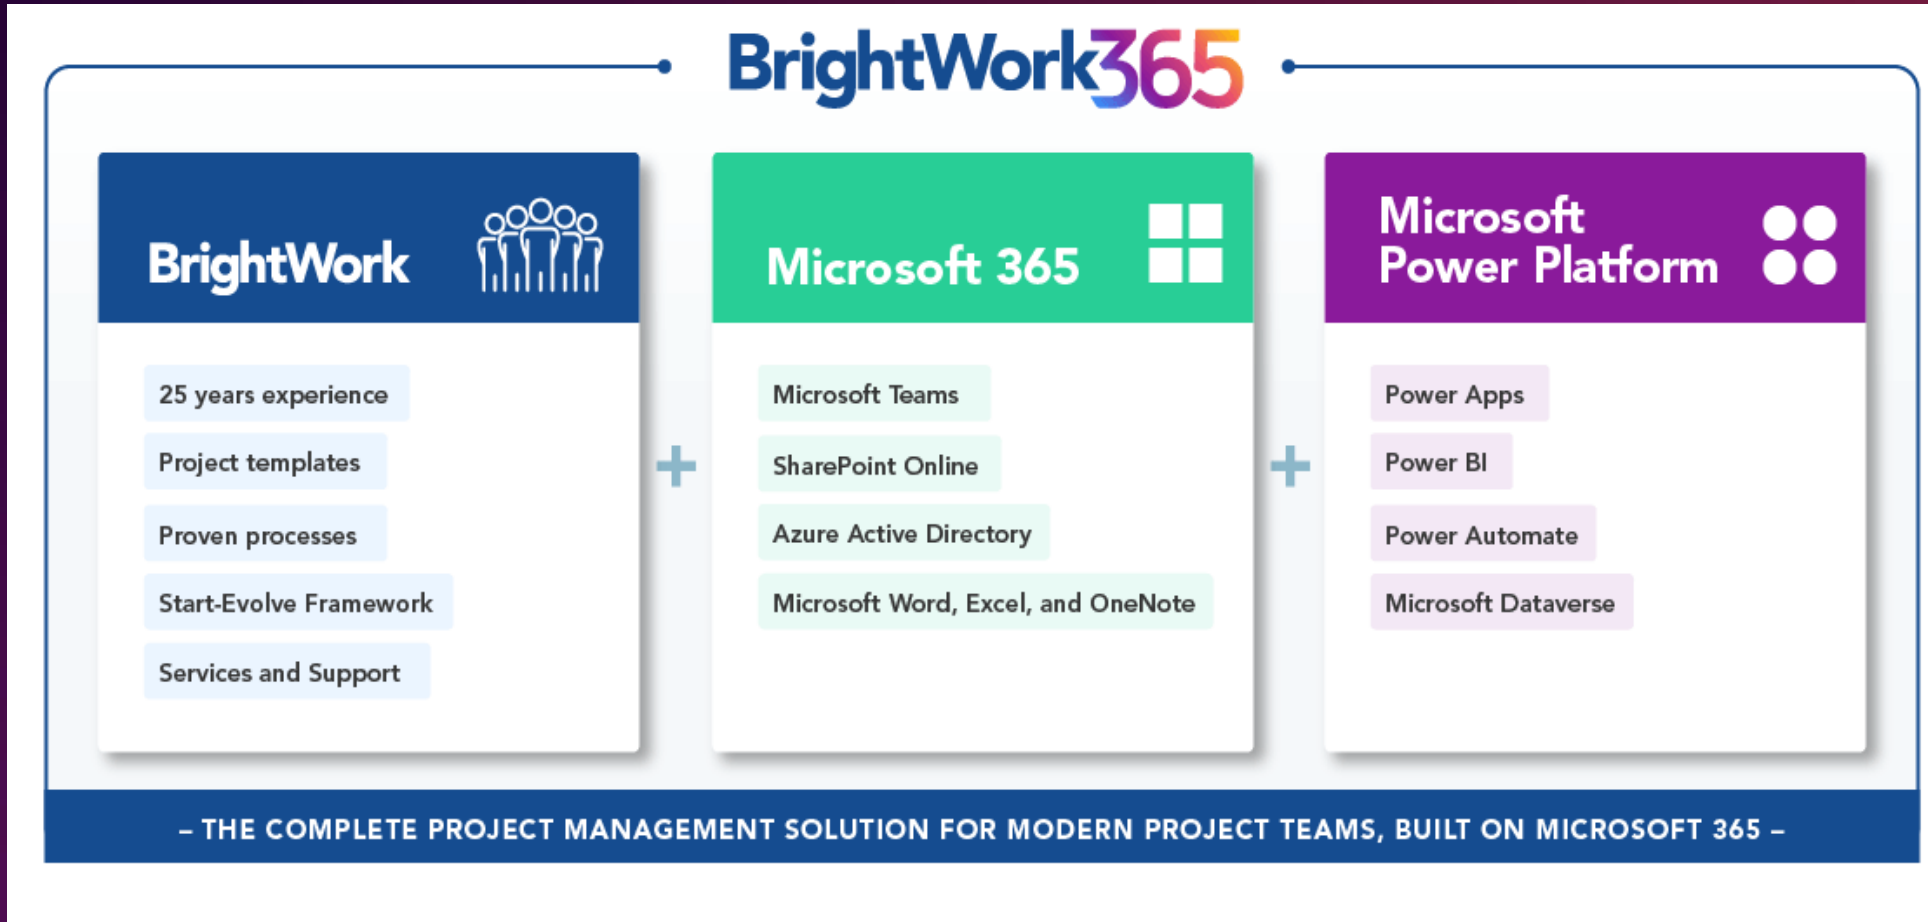 BrightWork365
BrightWork
25 years experience
Project templates
Proven processes
Start-Evolve Framework
Services and Support
+
Microsoft 365
Microsoft Teams
SharePoint Online
Azure Active Directory
Microsoft Word, Excel, and OneNote
+
Microsoft
Power Platform
Power Apps
Power BI
Power Automate
Microsoft Dataverse
– THE COMPLETE PROJECT MANAGEMENT SOLUTION FOR MODERN PROJECT TEAMS, BUILT ON MICROSOFT 365 –